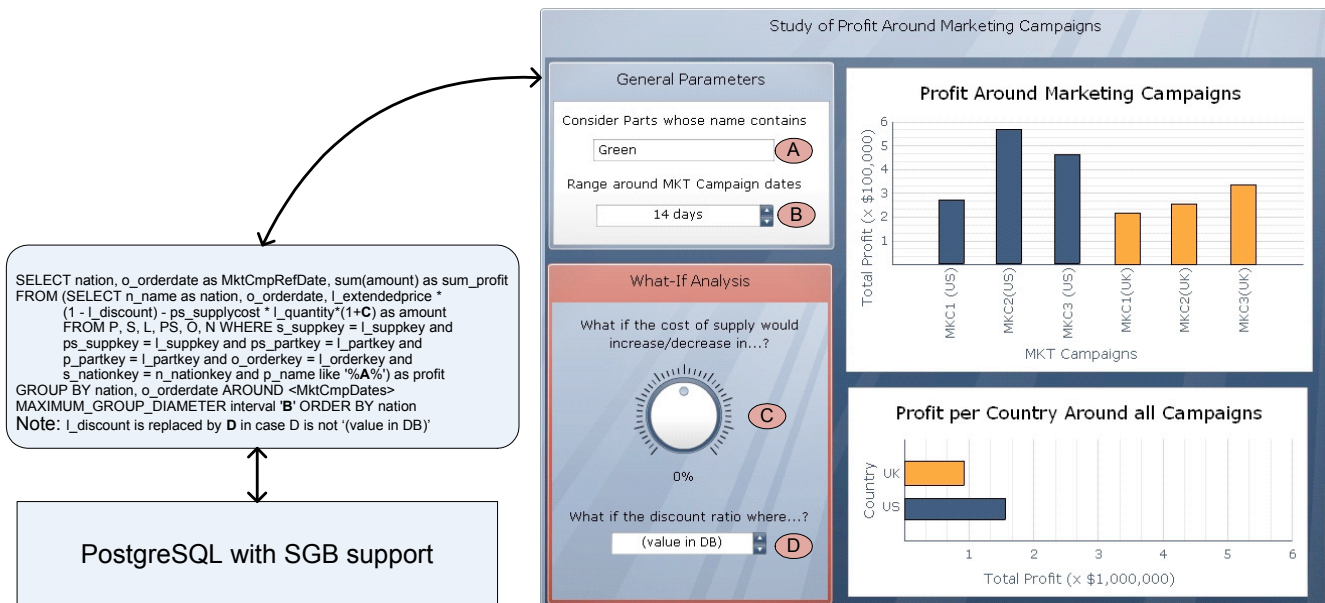 Study of Profit Around Marketing Campaigns
General Parameters
Consider Parts whose name contains
Green
A
Range around MKT Campaign dates
14 days
B
What-If Analysis
What if the cost of supply would
increase/decrease in...?
C
0%
What if the discount ratio where...?
(value in DB)
D
Profit Around Marketing Campaigns
Total Profit (x $100,000)
6
5
4
3
2
1
MKC1 (US)
MKC2(US)
MKC3 (US)
MKC1(UK)
MKC2(UK)
MKC3(UK)
MKT Campaigns
Profit per Country Around all Campaigns
Country
UK
US
1 2 3 4 5 6
Total Profit (x $1,000,000)
SELECT nation, o_orderdate as MktCmpRefDate, sum(amount) as sum_profit
FROM (SELECT n_name as nation, o_orderdate, l_extendedprice *
(1 - l_discount) - ps_supplycost * l_quantity*(1+C) as amount
FROM P, S, L, PS, O, N WHERE s_suppkey = l_suppkey and
ps_suppkey = l_suppkey and ps_partkey = l_partkey and
p_partkey = l_partkey and o_orderkey = l_orderkey and
s_nationkey = n_nationkey and p_name like '%A%') as profit
GROUP BY nation, o_orderdate AROUND <MktCmpDates>
MAXIMUM_GROUP_DIAMETER interval 'B' ORDER BY nation
Note: l_discount is replaced by D in case D is not ‘(value in DB)’
PostgreSQL with SGB support